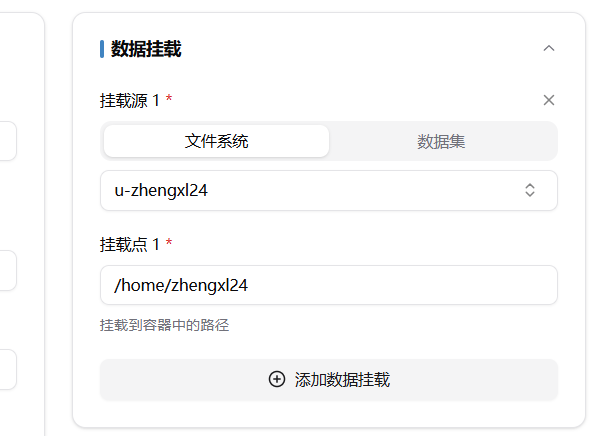 数据挂载
挂载源 1 *
文件系统 数据集
u-zhengxl24
挂载点 1 *
/home/zhengxl24
挂载到容器中的路径
添加数据挂载